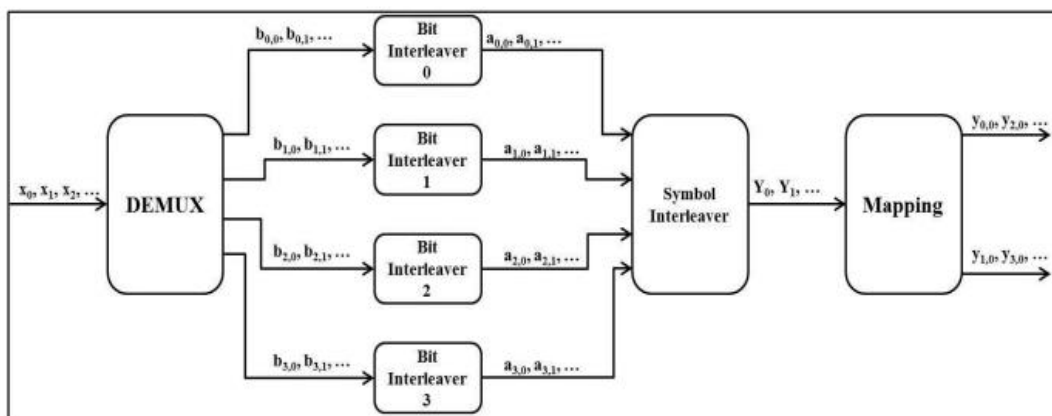 b0,0, b0,1, …
Bit
Interleaver
0
a0,0, a0,1, …
b1,0, b1,1, …
Bit
Interleaver
1
a1,0, a1,1, …
x0, x1, x2, …
DEMUX
b2,0, b2,1, …
Bit
Interleaver
2
a2,0, a2,1, …
b3,0, b3,1, …
Bit
Interleaver
3
a3,0, a3,1, …
Symbol
Interleaver
Y0, Y1, …
Mapping
y0,0, y2,0, …
y1,0, y3,0, …